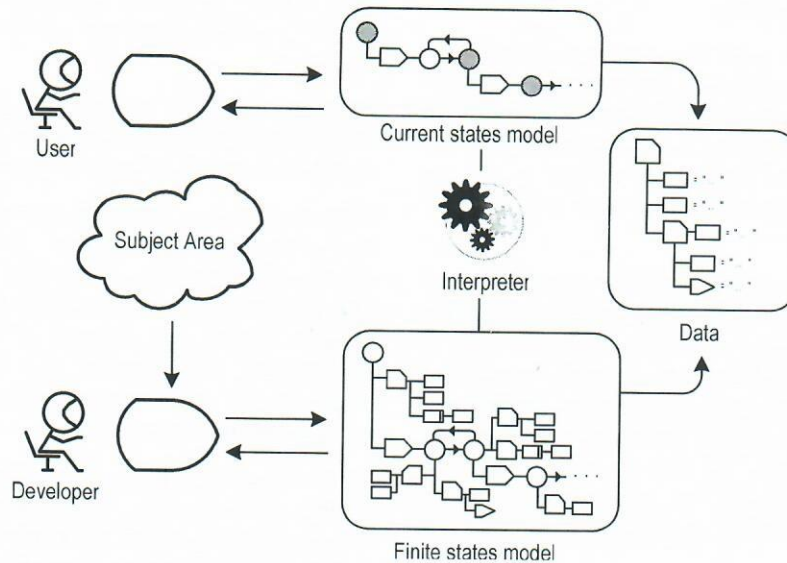 User
Current states model
Subject Area
Interpreter
Data
Developer
Finite states model